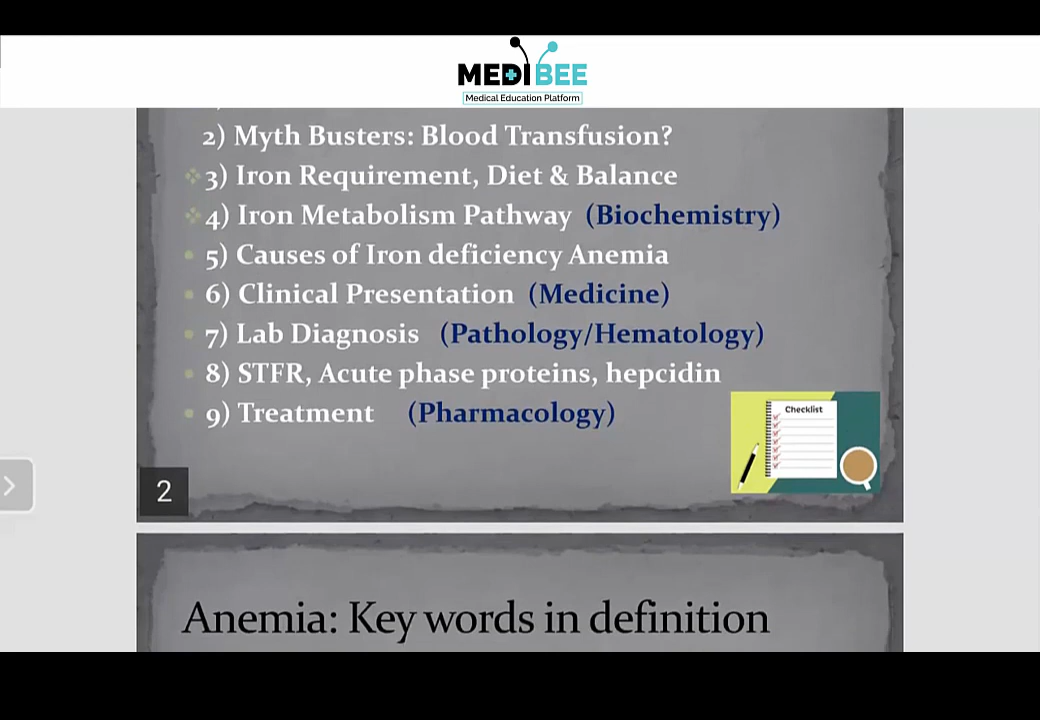 MEDIBEE
Medical Education Platform
2) Myth Busters: Blood Transfusion?
3) Iron Requirement, Diet & Balance
4) Iron Metabolism Pathway (Biochemistry)
5) Causes of Iron deficiency Anemia
6) Clinical Presentation (Medicine)
7) Lab Diagnosis (Pathology/Hematology)
8) STFR, Acute phase proteins, hepcidin
9) Treatment (Pharmacology)
Checklist
2
Anemia: Key words in definition